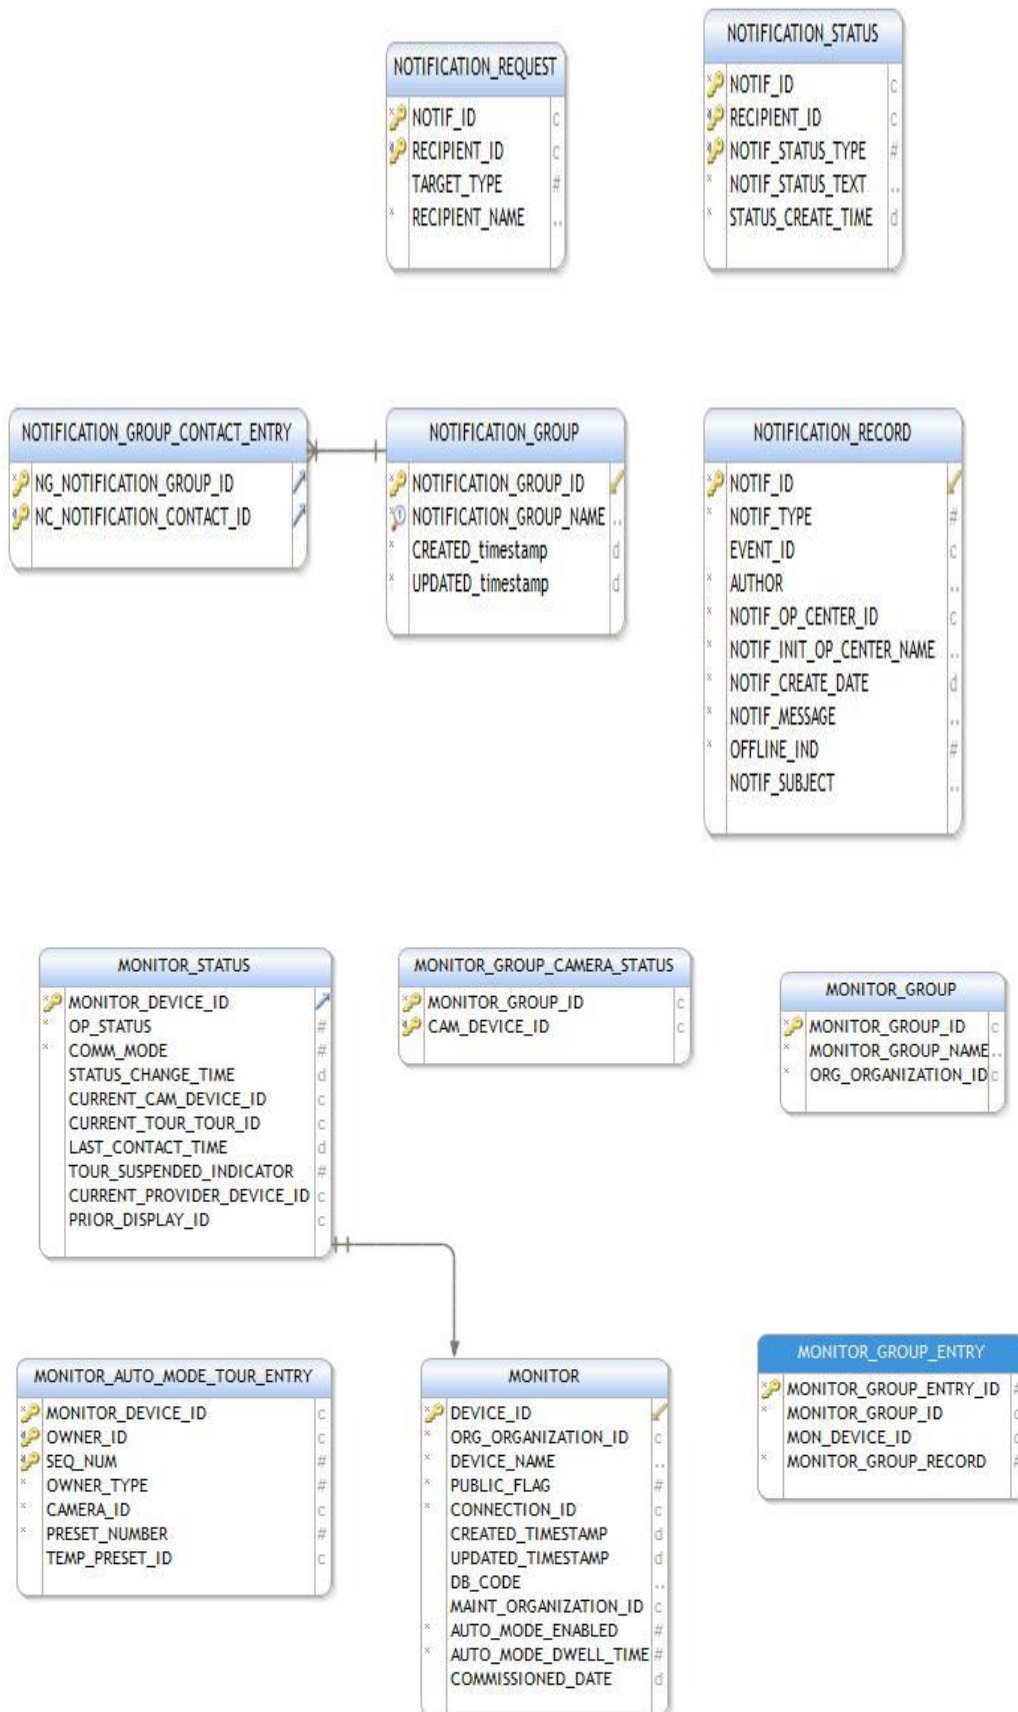 NOTIFICATION_REQUEST
NOTIF_ID c
RECIPIENT_ID c
TARGET_TYPE #
RECIPIENT_NAME ..
NOTIFICATION_STATUS
NOTIF_ID c
RECIPIENT_ID c
NOTIF_STATUS_TYPE #
NOTIF_STATUS_TEXT ..
STATUS_CREATE_TIME d
NOTIFICATION_GROUP_CONTACT_ENTRY
NG_NOTIFICATION_GROUP_ID
NC_NOTIFICATION_CONTACT_ID
NOTIFICATION_GROUP
NOTIFICATION_GROUP_ID
NOTIFICATION_GROUP_NAME ..
CREATED_timestamp d
UPDATED_timestamp d
NOTIFICATION_RECORD
NOTIF_ID
NOTIF_TYPE #
EVENT_ID c
AUTHOR ..
NOTIF_OP_CENTER_ID c
NOTIF_INIT_OP_CENTER_NAME ..
NOTIF_CREATE_DATE d
NOTIF_MESSAGE ..
OFFLINE_IND #
NOTIF_SUBJECT ..
MONITOR_STATUS
MONITOR_DEVICE_ID
OP_STATUS #
COMM_MODE #
STATUS_CHANGE_TIME d
CURRENT_CAM_DEVICE_ID c
CURRENT_TOUR_TOUR_ID c
LAST_CONTACT_TIME d
TOUR_SUSPENDED_INDICATOR #
CURRENT_PROVIDER_DEVICE_ID c
PRIOR_DISPLAY_ID c
MONITOR_GROUP_CAMERA_STATUS
MONITOR_GROUP_ID c
CAM_DEVICE_ID c
MONITOR_GROUP
MONITOR_GROUP_ID c
MONITOR_GROUP_NAME ..
ORG_ORGANIZATION_ID c
MONITOR_AUTO_MODE_TOUR_ENTRY
MONITOR_DEVICE_ID c
OWNER_ID c
SEQ_NUM #
OWNER_TYPE #
CAMERA_ID c
PRESET_NUMBER #
TEMP_PRESET_ID c
MONITOR
DEVICE_ID
ORG_ORGANIZATION_ID c
DEVICE_NAME ..
PUBLIC_FLAG #
CONNECTION_ID c
CREATED_TIMESTAMP d
UPDATED_TIMESTAMP d
DB_CODE ..
MAINT_ORGANIZATION_ID c
AUTO_MODE_ENABLED #
AUTO_MODE_DWELL_TIME #
COMMISSIONED_DATE d
MONITOR_GROUP_ENTRY
MONITOR_GROUP_ENTRY_ID #
MONITOR_GROUP_ID c
MON_DEVICE_ID c
MONITOR_GROUP_RECORD #